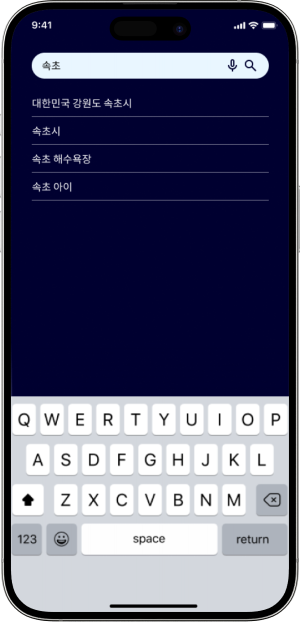 9:41
속초
대한민국 강원도 속초시
속초시
속초 해수욕장
속초 아이
Q W E R T Y U I O P
A S D F G H J K L
Z X C V B N M
123 space return